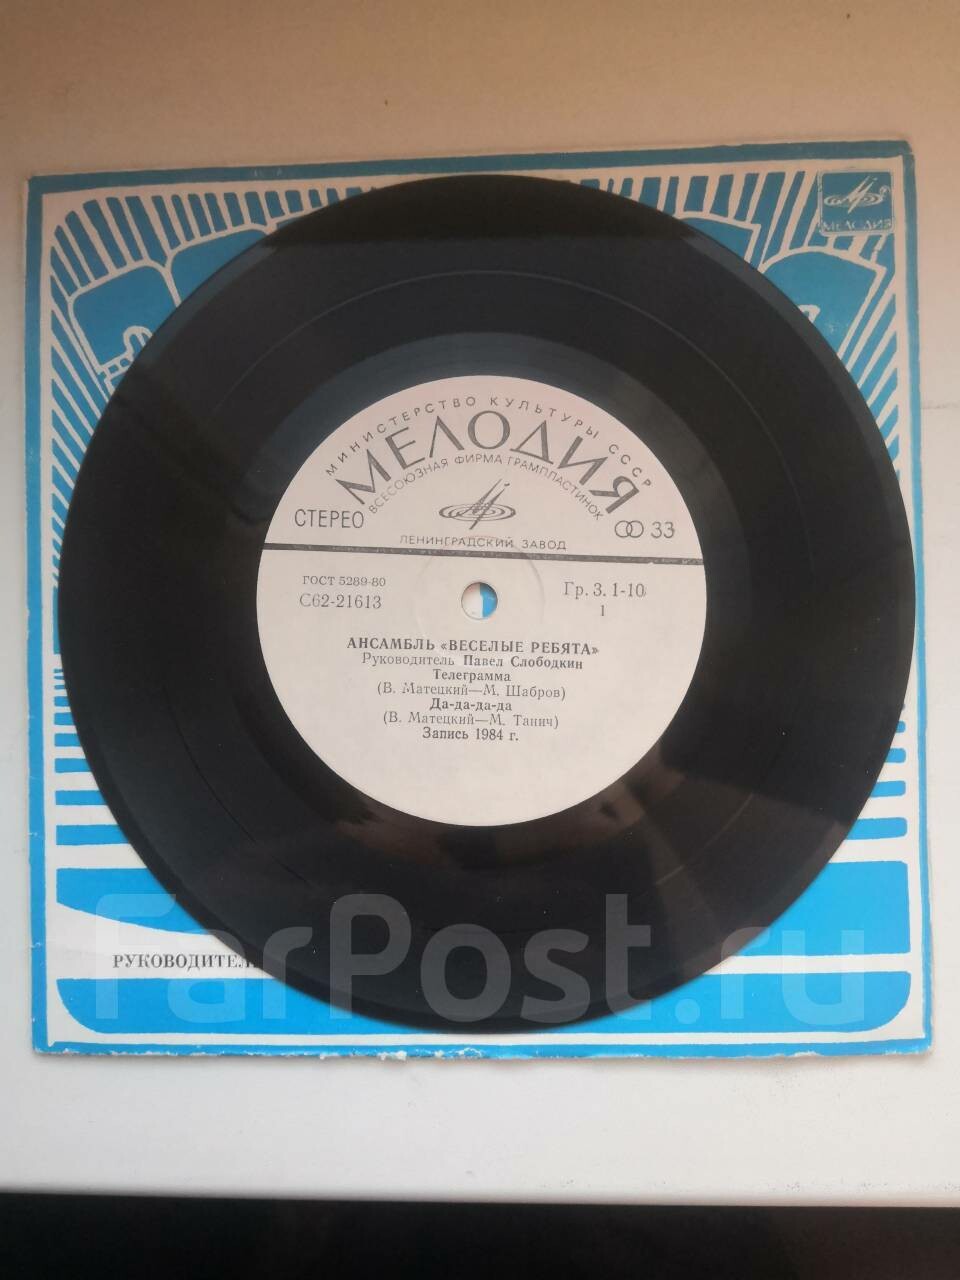 МЕЛОДИЯ
МИНИСТЕРСТВО КУЛЬТУРЫ СССР
МЕЛОДИЯ
ВСЕСОЮЗНАЯ ФИРМА ГРАМПЛАСТИНОК
СТЕРЕО
33
ЛЕНИНГРАДСКИЙ ЗАВОД
ГОСТ 5289-80
Гр. 3. 1-10
С62-21613
1
АНСАМБЛЬ «ВЕСЕЛЫЕ РЕБЯТА»
Руководитель Павел Слободкин
Телеграмма
(В. Матецкий—М. Шабров)
Да-да-да-да
(В. Матецкий—М. Танич)
Запись 1984 г.
РУКОВОДИТЕЛ
FarPost.ru